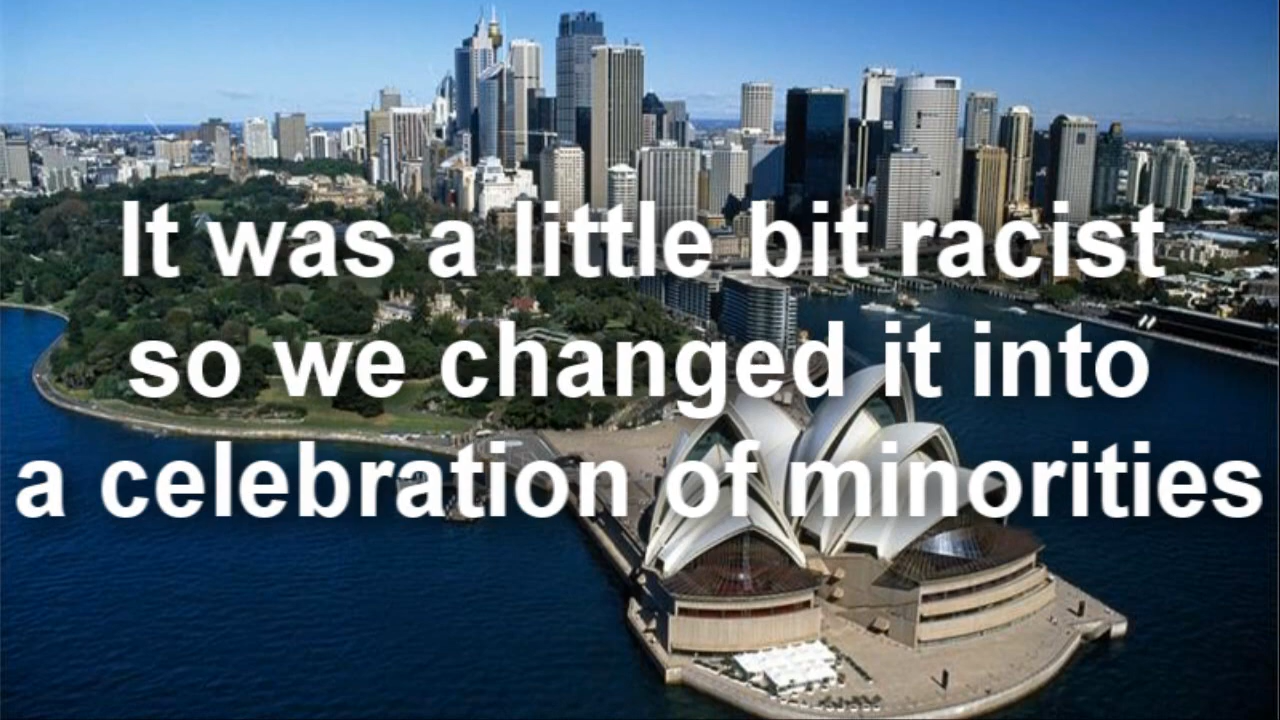 It was a little bit racist
so we changed it into
a celebration of minorities